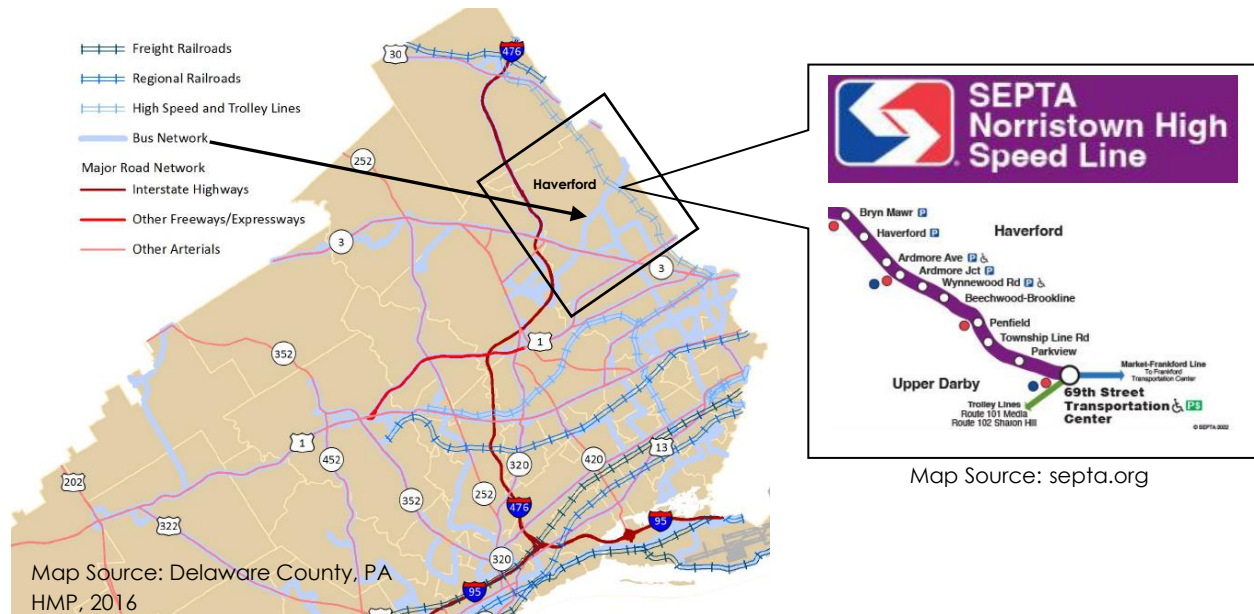 Freight Railroads
Regional Railroads
High Speed and Trolley Lines
Bus Network
Major Road Network
Interstate Highways
Other Freeways/Expressways
Other Arterials
30
476
252
Haverford
3
3
1
352
1
452
202
322
352
252
320
420
13
476
95
320
95
Map Source: Delaware County, PA
HMP, 2016
SEPTA
Norristown High
Speed Line
Bryn Mawr P
Haverford P
Haverford
Ardmore Ave P
Ardmore Jct P
Wynnewood Rd P
Beechwood-Brookline
Penfield
Township Line Rd
Parkview
Market-Frankford Line
To Frankford
Transportation Center
Upper Darby
69th Street
Transportation P$
Center
Trolley Lines
Route 101 Media
Route 102 Sharon Hill
© SEPTA 2022
Map Source: septa.org